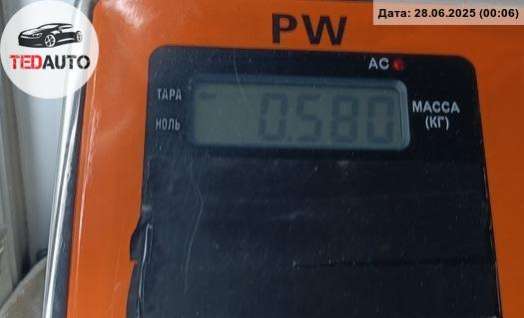 Дата: 28.06.2025 (00:06)
TEDAUTO
PW
AC
ТАРА
НОЛЬ
0.580
МАССА
(КГ)